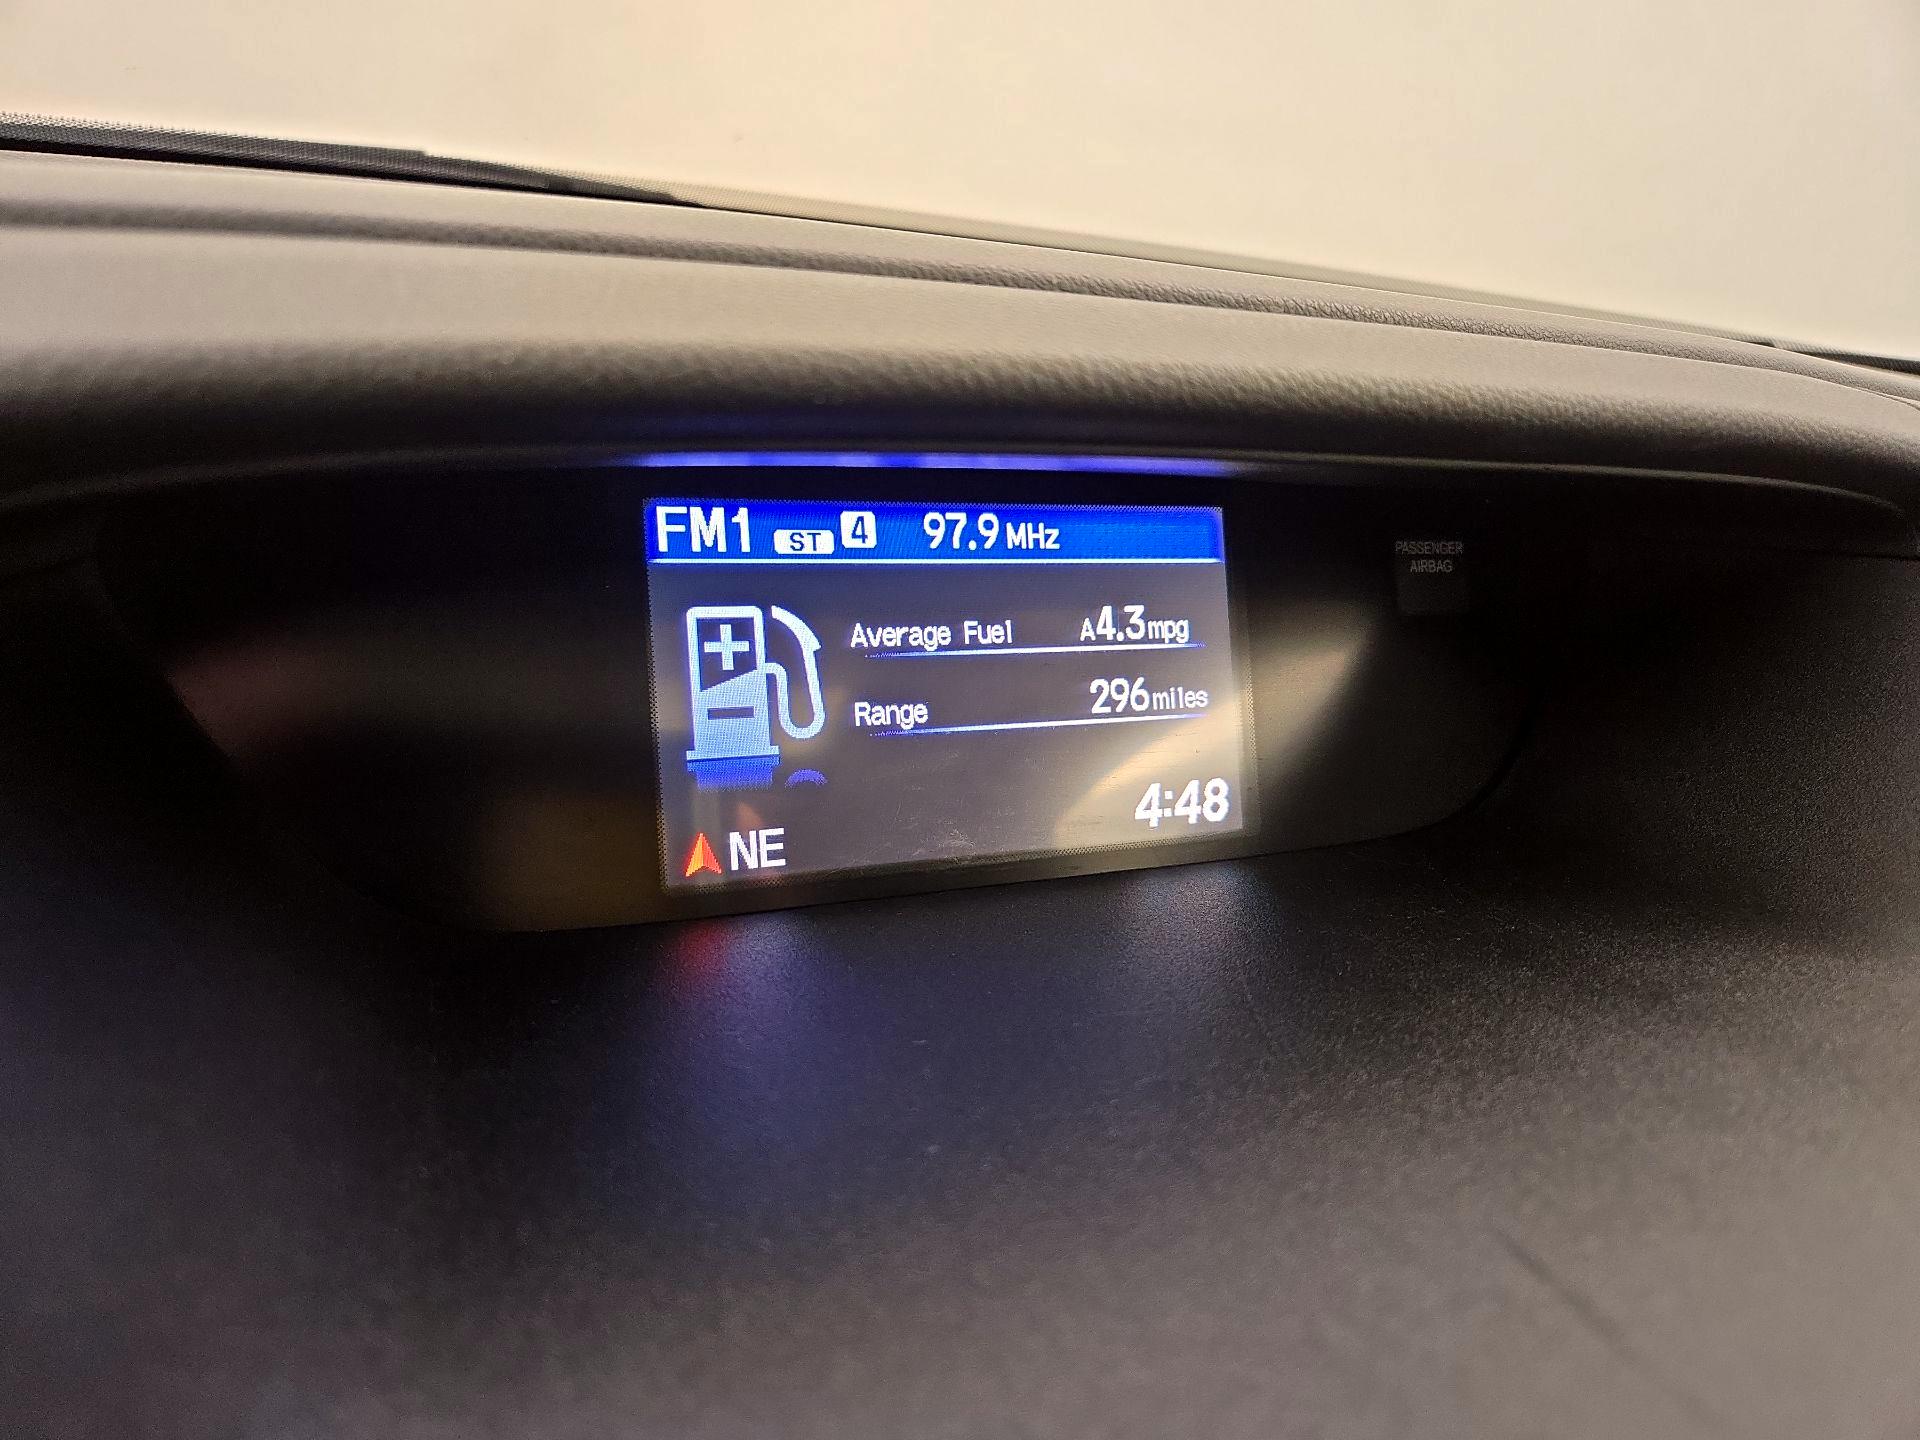 FM1 ST 4 97.9 MHz
PASSENGER
AIRBAG
Average Fuel A4.3mpg
Range 296miles
4:48
NE